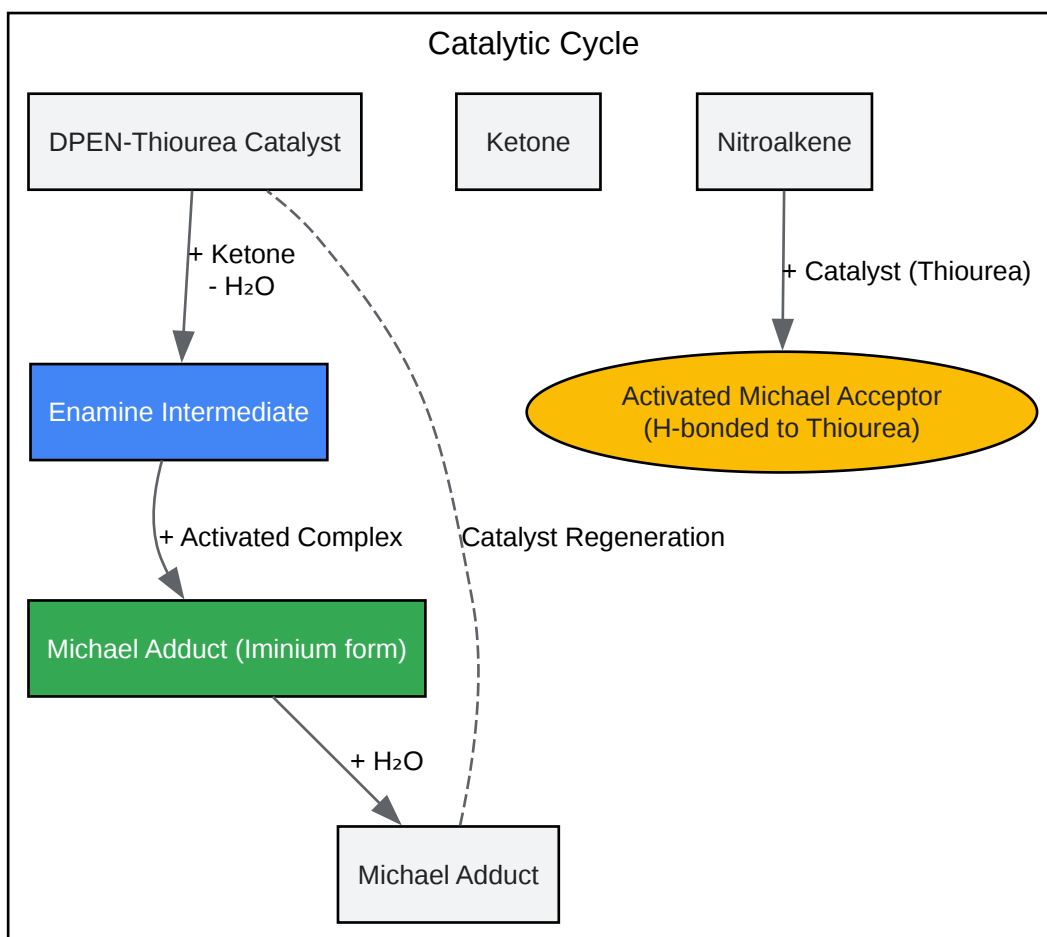 Catalytic Cycle
DPEN-Thiourea Catalyst
Ketone
Nitroalkene
+ Ketone
- H₂O
+ Catalyst (Thiourea)
Enamine Intermediate
Activated Michael Acceptor
(H-bonded to Thiourea)
+ Activated Complex
Catalyst Regeneration
Michael Adduct (Iminium form)
+ H₂O
Michael Adduct